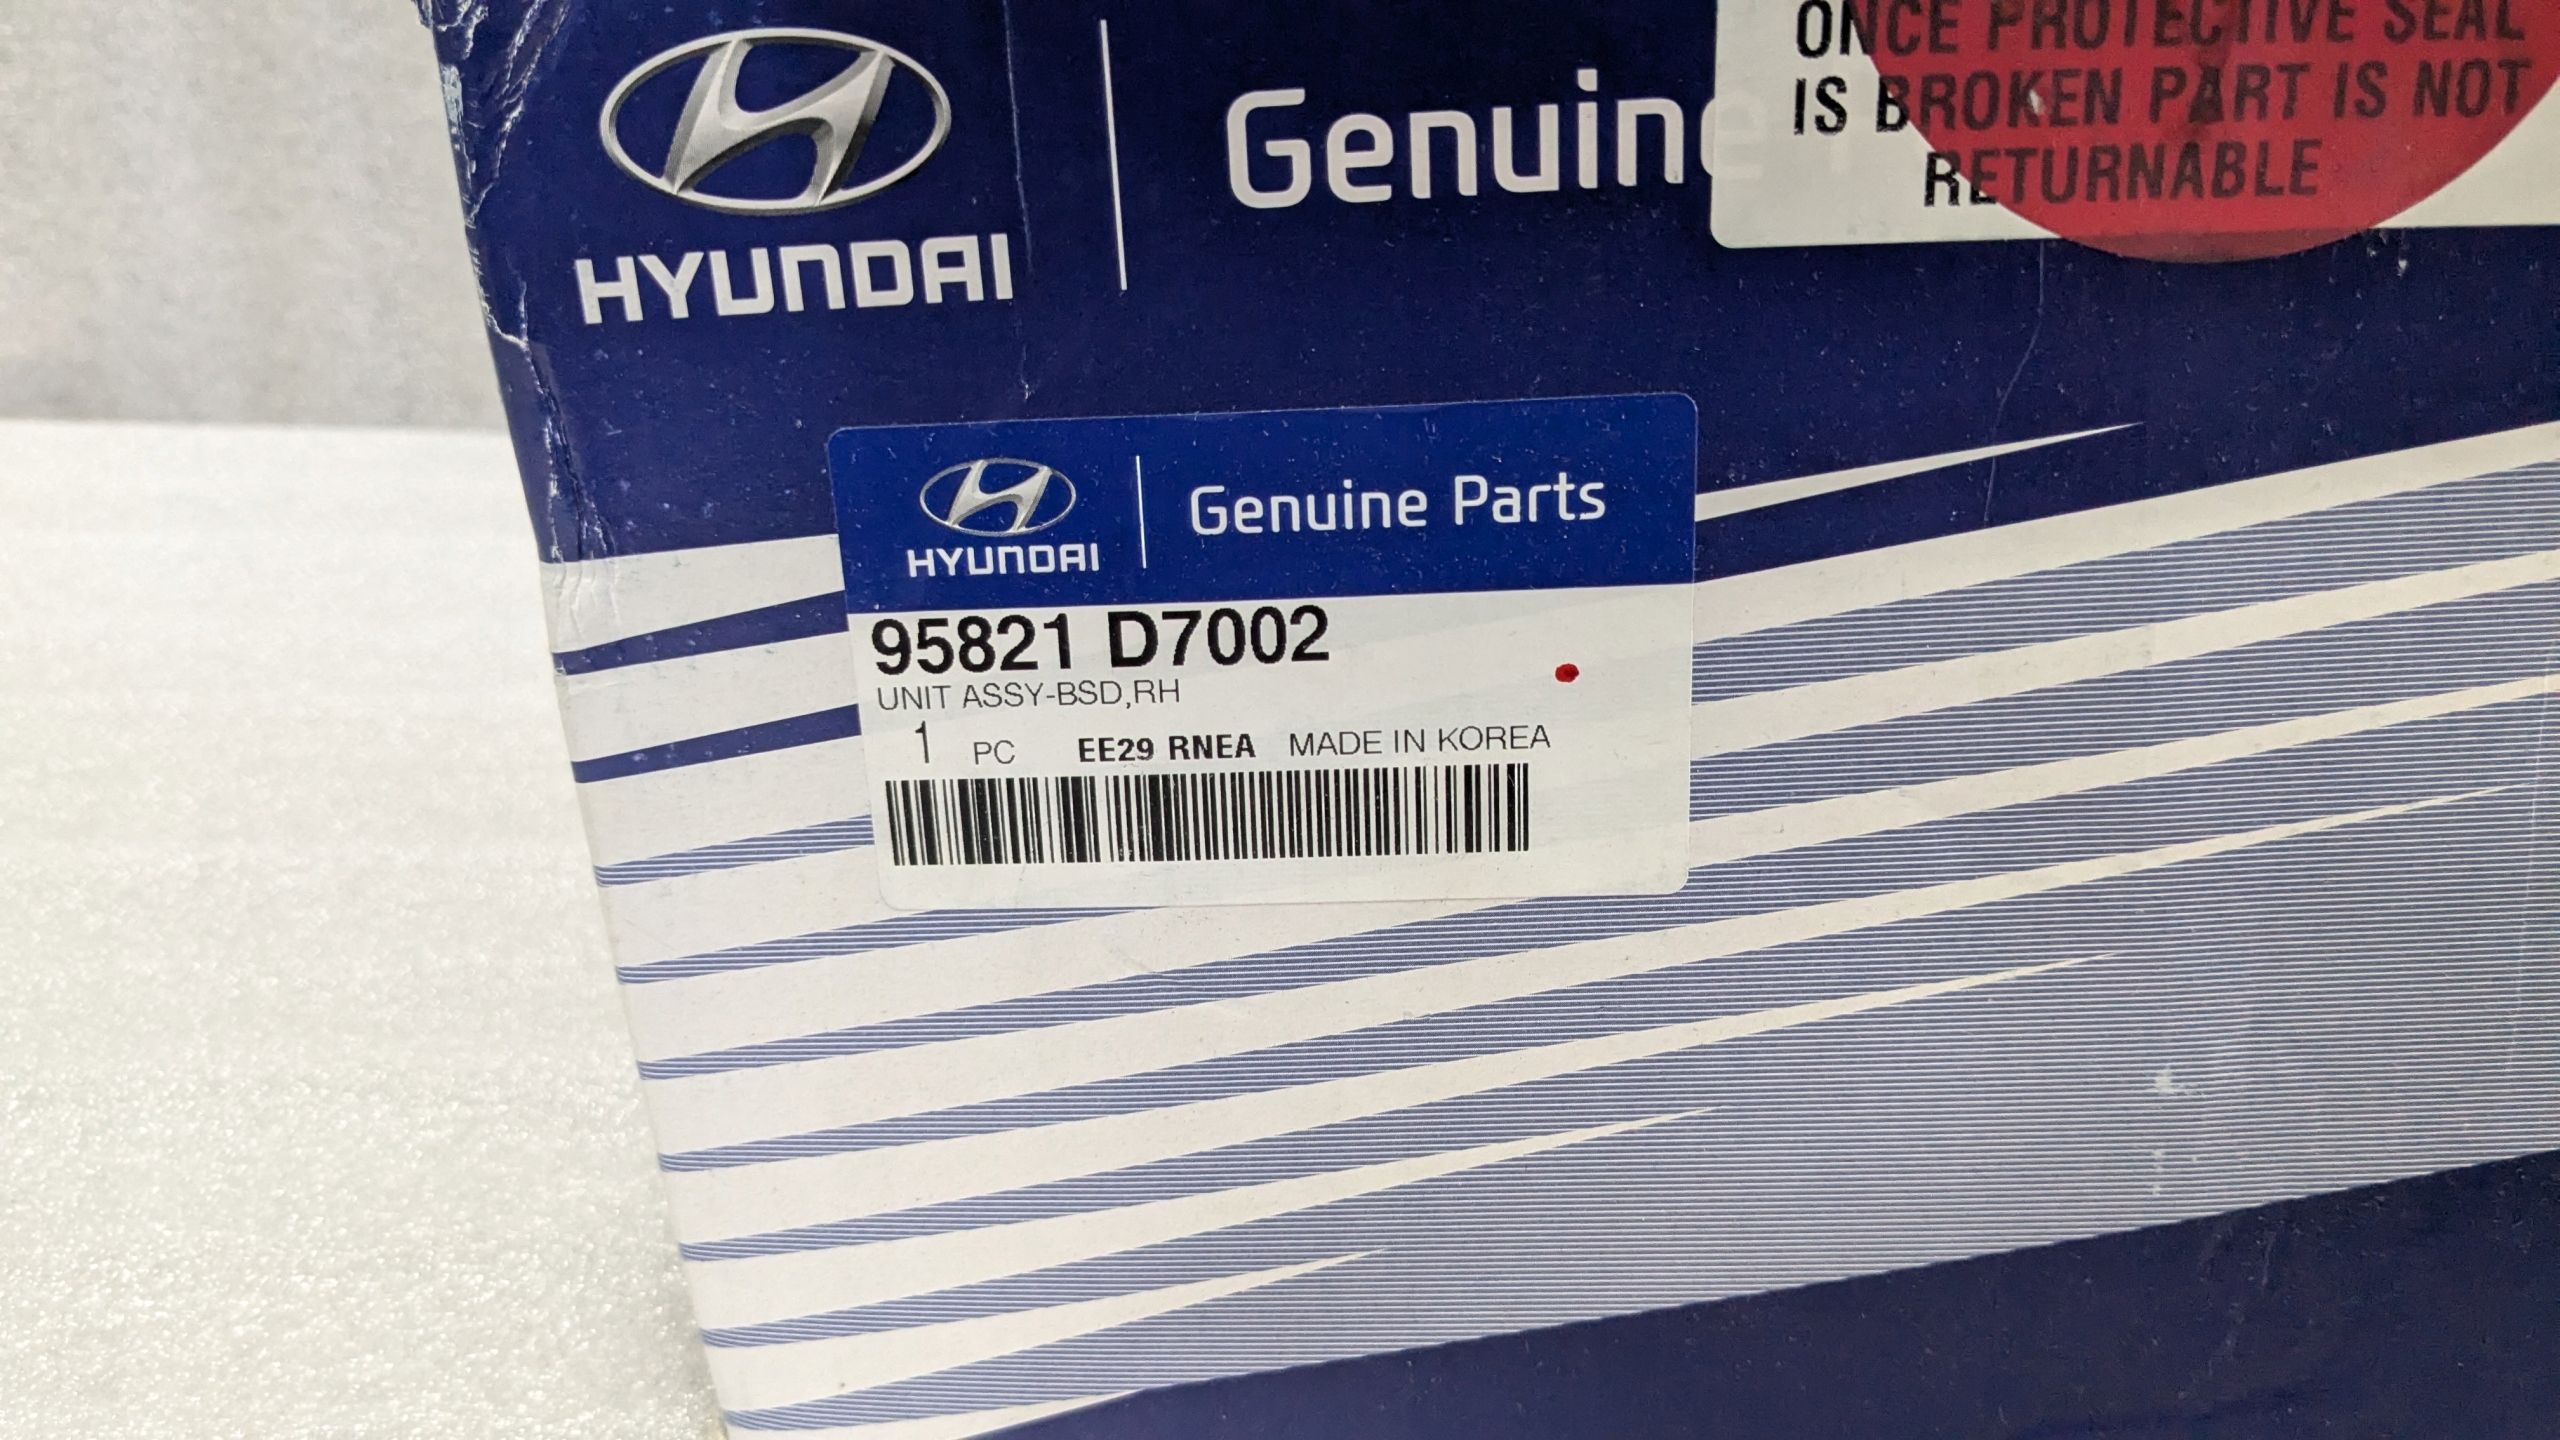 HYUNDAI
Genuin
ONCE PROTECTIVE SEAL
IS BROKEN PART IS NOT
RETURNABLE
HYUNDAI
Genuine Parts
95821 D7002
UNIT ASSY-BSD,RH
1 PC EE29 RNEA MADE IN KOREA